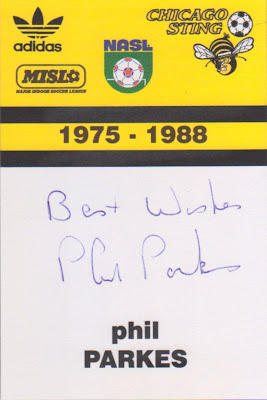 adidas
NASL
CHICAGO
STING
MISL
MAJOR INDOOR SOCCER LEAGUE
1975 - 1988
Best Wishes
Phil Parkes
phil
PARKES